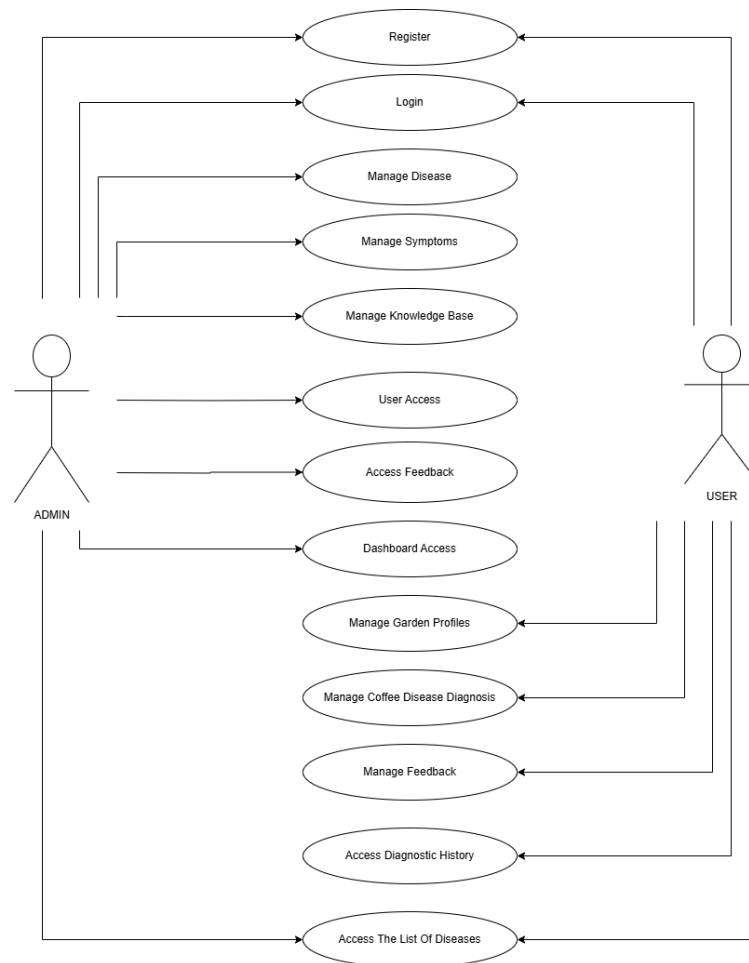 Register
Login
Manage Disease
Manage Symptoms
Manage Knowledge Base
User Access
Access Feedback
ADMIN
USER
Dashboard Access
Manage Garden Profiles
Manage Coffee Disease Diagnosis
Manage Feedback
Access Diagnostic History
Access The List Of Diseases